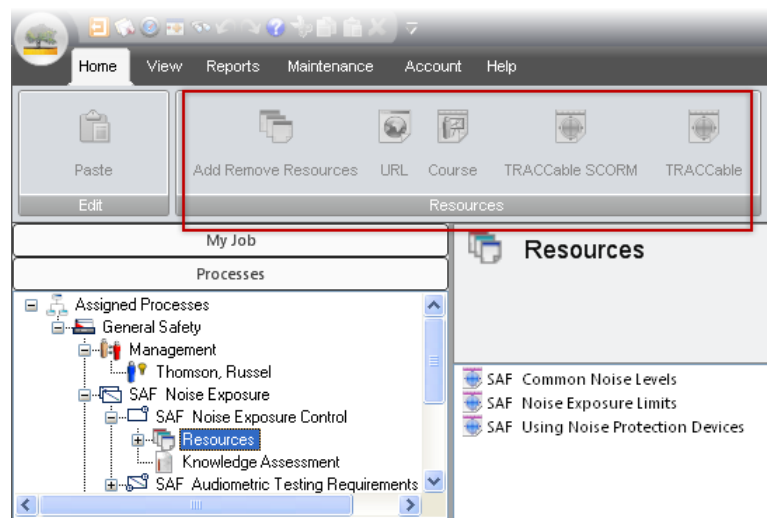 Home View Reports Maintenance Account Help
Paste Add Remove Resources URL Course TRACCable SCORM TRACCable
Edit Resources
My Job
Processes
Assigned Processes
General Safety
Management
Thomson, Russel
SAF Noise Exposure
SAF Noise Exposure Control
Resources
Knowledge Assessment
SAF Audiometric Testing Requirements
Resources
SAF Common Noise Levels
SAF Noise Exposure Limits
SAF Using Noise Protection Devices